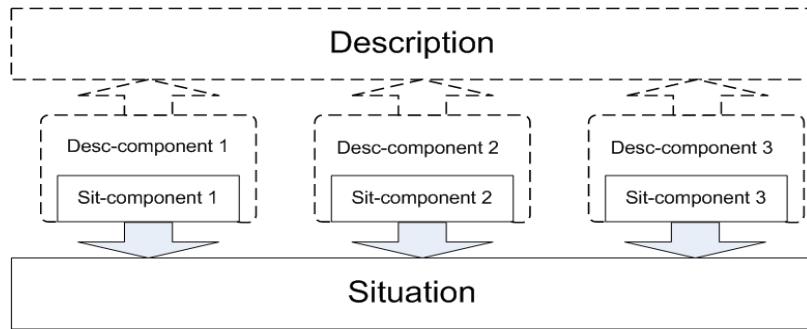 Description
Desc-component 1
Desc-component 2
Desc-component 3
Sit-component 1
Sit-component 2
Sit-component 3
Situation